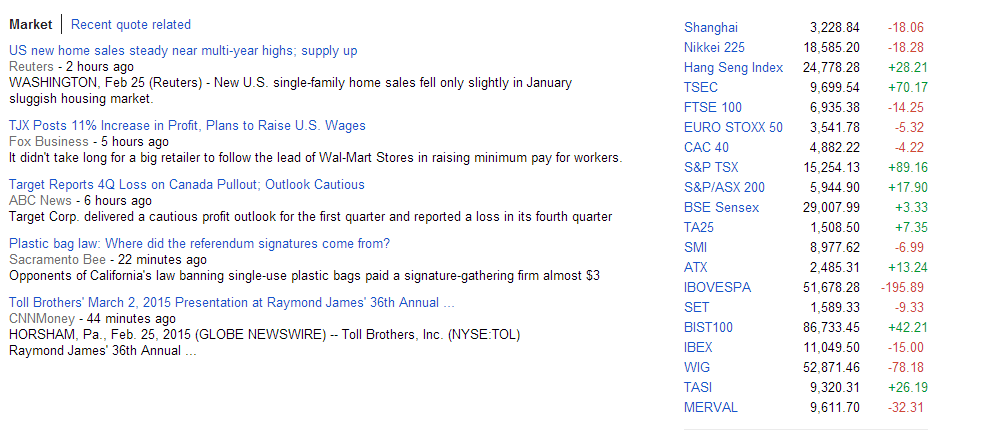 Market | Recent quote related
US new home sales steady near multi-year highs; supply up
Reuters - 2 hours ago
WASHINGTON, Feb 25 (Reuters) - New U.S. single-family home sales fell only slightly in January
sluggish housing market.
TJX Posts 11% Increase in Profit, Plans to Raise U.S. Wages
Fox Business - 5 hours ago
It didn't take long for a big retailer to follow the lead of Wal-Mart Stores in raising minimum pay for workers.
Target Reports 4Q Loss on Canada Pullout; Outlook Cautious
ABC News - 6 hours ago
Target Corp. delivered a cautious profit outlook for the first quarter and reported a loss in its fourth quarter
Plastic bag law: Where did the referendum signatures come from?
Sacramento Bee - 22 minutes ago
Opponents of California's law banning single-use plastic bags paid a signature-gathering firm almost $3
Toll Brothers' March 2, 2015 Presentation at Raymond James' 36th Annual ...
CNNMoney - 44 minutes ago
HORSHAM, Pa., Feb. 25, 2015 (GLOBE NEWSWIRE) -- Toll Brothers, Inc. (NYSE:TOL)
Raymond James' 36th Annual ...
Shanghai 3,228.84 -18.06
Nikkei 225 18,585.20 -18.28
Hang Seng Index 24,778.28 +28.21
TSEC 9,699.54 +70.17
FTSE 100 6,935.38 -14.25
EURO STOXX 50 3,541.78 -5.32
CAC 40 4,882.22 -4.22
S&P TSX 15,254.13 +89.16
S&P/ASX 200 5,944.90 +17.90
BSE Sensex 29,007.99 +3.33
TA25 1,508.50 +7.35
SMI 8,977.62 -6.99
ATX 2,485.31 +13.24
IBOVESPA 51,678.28 -195.89
SET 1,589.33 -9.33
BIST100 86,733.45 +42.21
IBEX 11,049.50 -15.00
WIG 52,871.46 -78.18
TASI 9,320.31 +26.19
MERVAL 9,611.70 -32.31